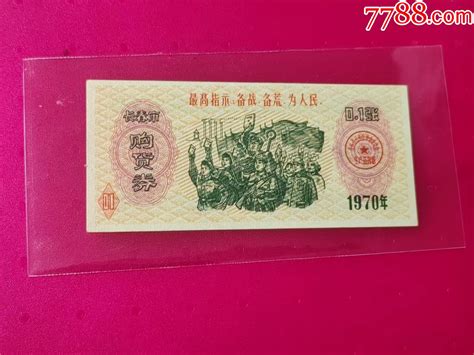 7788.com
最高指示:备战、备荒、为人民
长春市
购货券
0.1张
1970年